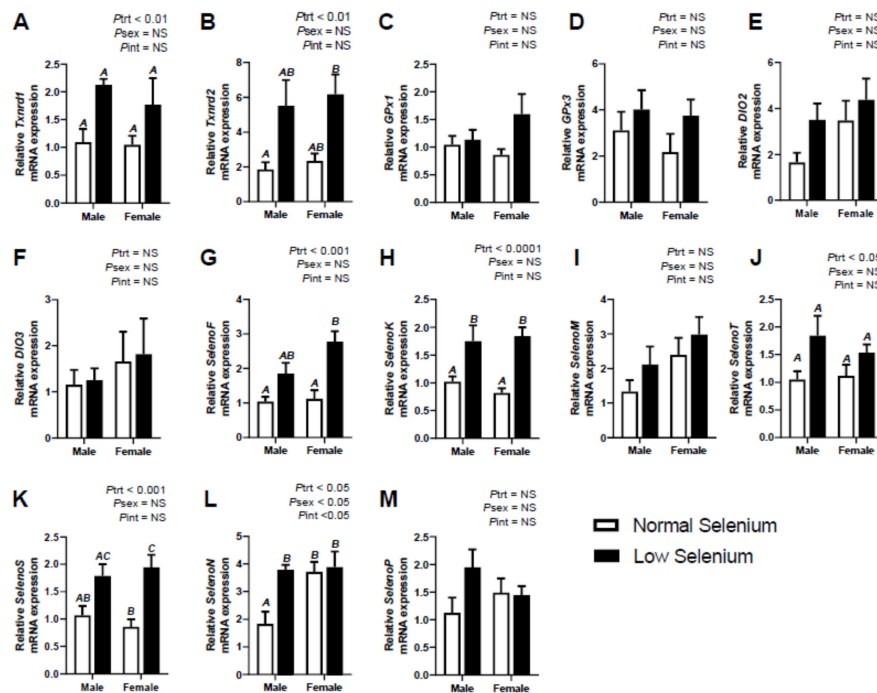 A
Ptrt < 0.01
Psex = NS
Pint = NS
Relative Txnrd1
mRNA expression
2.5
2.0
1.5
1.0
0.5
0.0
A
A
A
A
Male
Female
B
Ptrt < 0.01
Psex = NS
Pint = NS
Relative Txnrd2
mRNA expression
8
6
4
2
0
A
AB
AB
B
Male
Female
C
Ptrt = NS
Psex = NS
Pint = NS
Relative GPx1
mRNA expression
2.5
2.0
1.5
1.0
0.5
0.0
Male
Female
D
Ptrt = NS
Psex = NS
Pint = NS
Relative GPx3
mRNA expression
8
6
4
2
0
Male
Female
E
Ptrt = NS
Psex = NS
Pint = NS
Relative DIO2
mRNA expression
6
4
2
0
Male
Female
F
Ptrt = NS
Psex = NS
Pint = NS
Relative DIO3
mRNA expression
3
2
1
0
Male
Female
G
Ptrt < 0.001
Psex = NS
Pint = NS
Relative SelenoF
mRNA expression
4
3
2
1
0
A
AB
A
B
Male
Female
H
Ptrt < 0.0001
Psex = NS
Pint = NS
Relative SelenoK
mRNA expression
2.5
2.0
1.5
1.0
0.5
0.0
A
B
A
B
Male
Female
I
Ptrt = NS
Psex = NS
Pint = NS
Relative SelenoM
mRNA expression
4
3
2
1
0
Male
Female
J
Ptrt < 0.05
Psex = NS
Pint = NS
Relative SelenoT
mRNA expression
2.5
2.0
1.5
1.0
0.5
0.0
A
A
A
A
Male
Female
K
Ptrt < 0.001
Psex = NS
Pint = NS
Relative SelenoS
mRNA expression
2.5
2.0
1.5
1.0
0.5
0.0
AB
AC
B
C
Male
Female
L
Ptrt < 0.05
Psex < 0.05
Pint <0.05
Relative SelenoN
mRNA expression
5
4
3
2
1
0
A
B
B
B
Male
Female
M
Ptrt = NS
Psex = NS
Pint = NS
Relative SelenoP
mRNA expression
2.5
2.0
1.5
1.0
0.5
0.0
Male
Female
Normal Selenium
Low Selenium